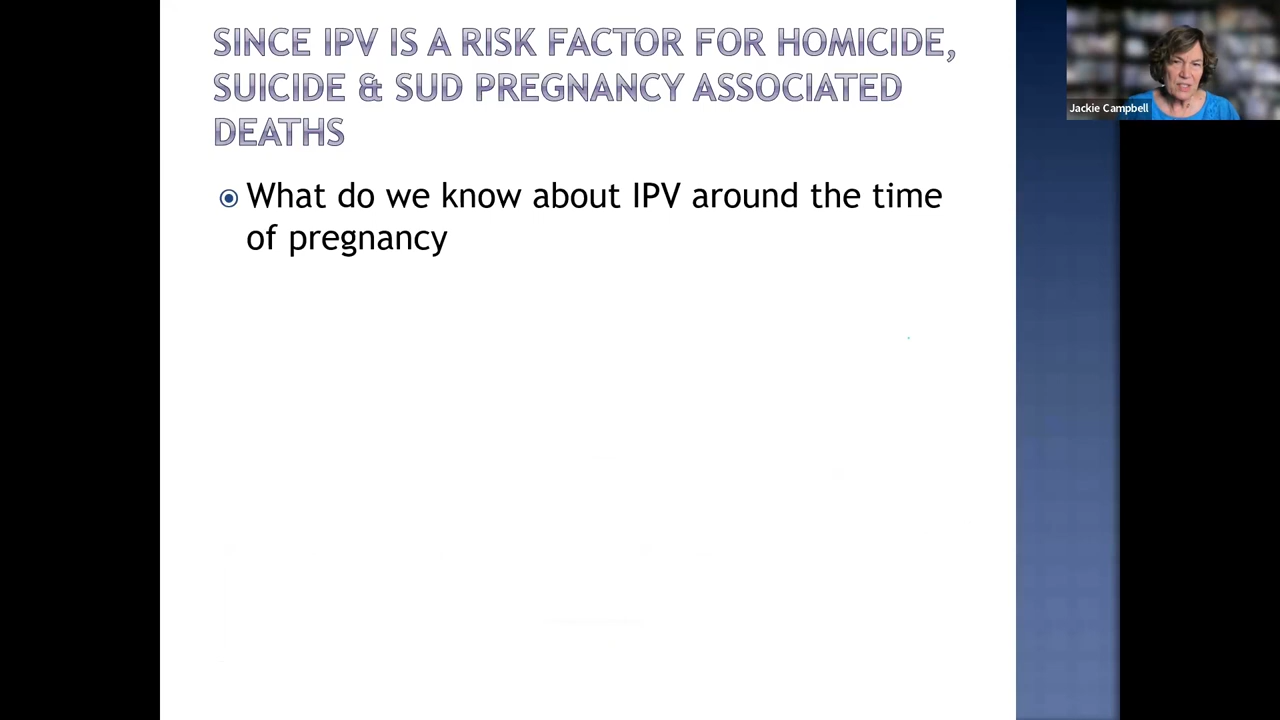 SINCE IPV IS A RISK FACTOR FOR HOMICIDE,
SUICIDE & SUD PREGNANCY ASSOCIATED
DEATHS
What do we know about IPV around the time
of pregnancy
Jackie Campbell